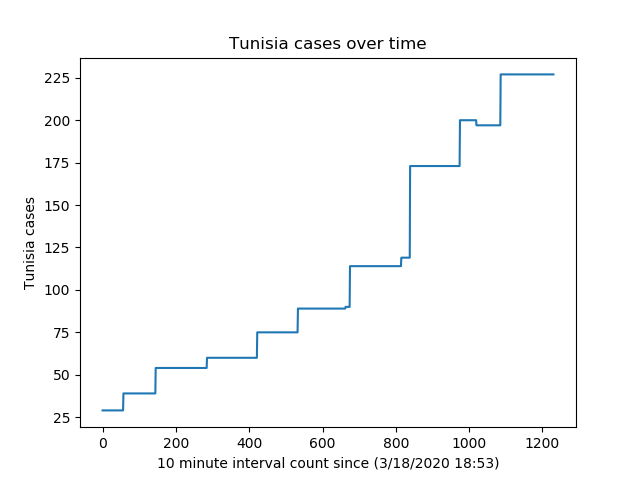 Tunisia cases over time
225
200
175
150
125
100
75
50
25
Tunisia cases
0 200 400 600 800 1000 1200
10 minute interval count since (3/18/2020 18:53)